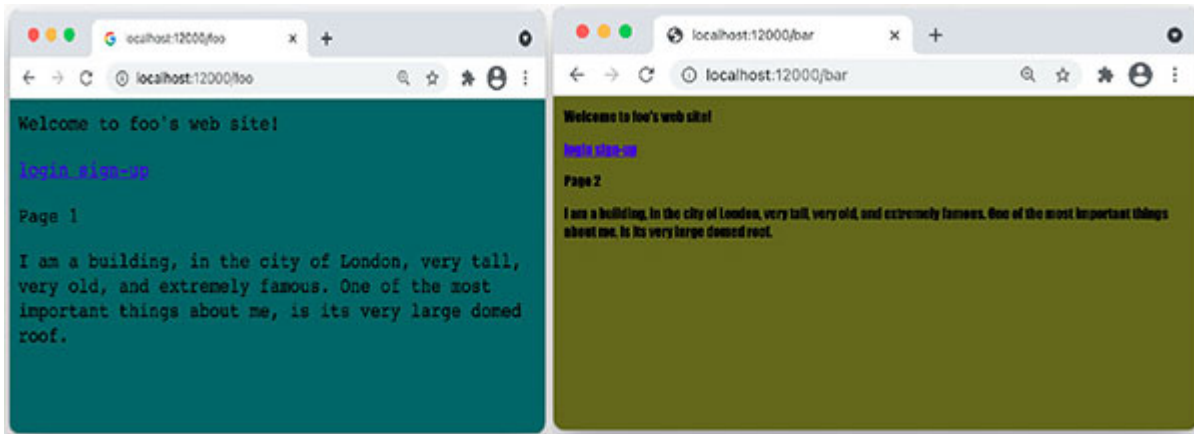 localhost:12000/foo
localhost:12000/foo
Welcome to foo's web site!
login sign-up
Page 1
I am a building, in the city of London, very tall,
very old, and extremely famous. One of the most
important things about me, is its very large domed
roof.
localhost:12000/bar
localhost:12000/bar
Welcome to foo's web site!
login sign-up
Page 2
I am a building, in the city of London, very tall, very old, and extremely famous. One of the most important things
about me, is its very large domed roof.